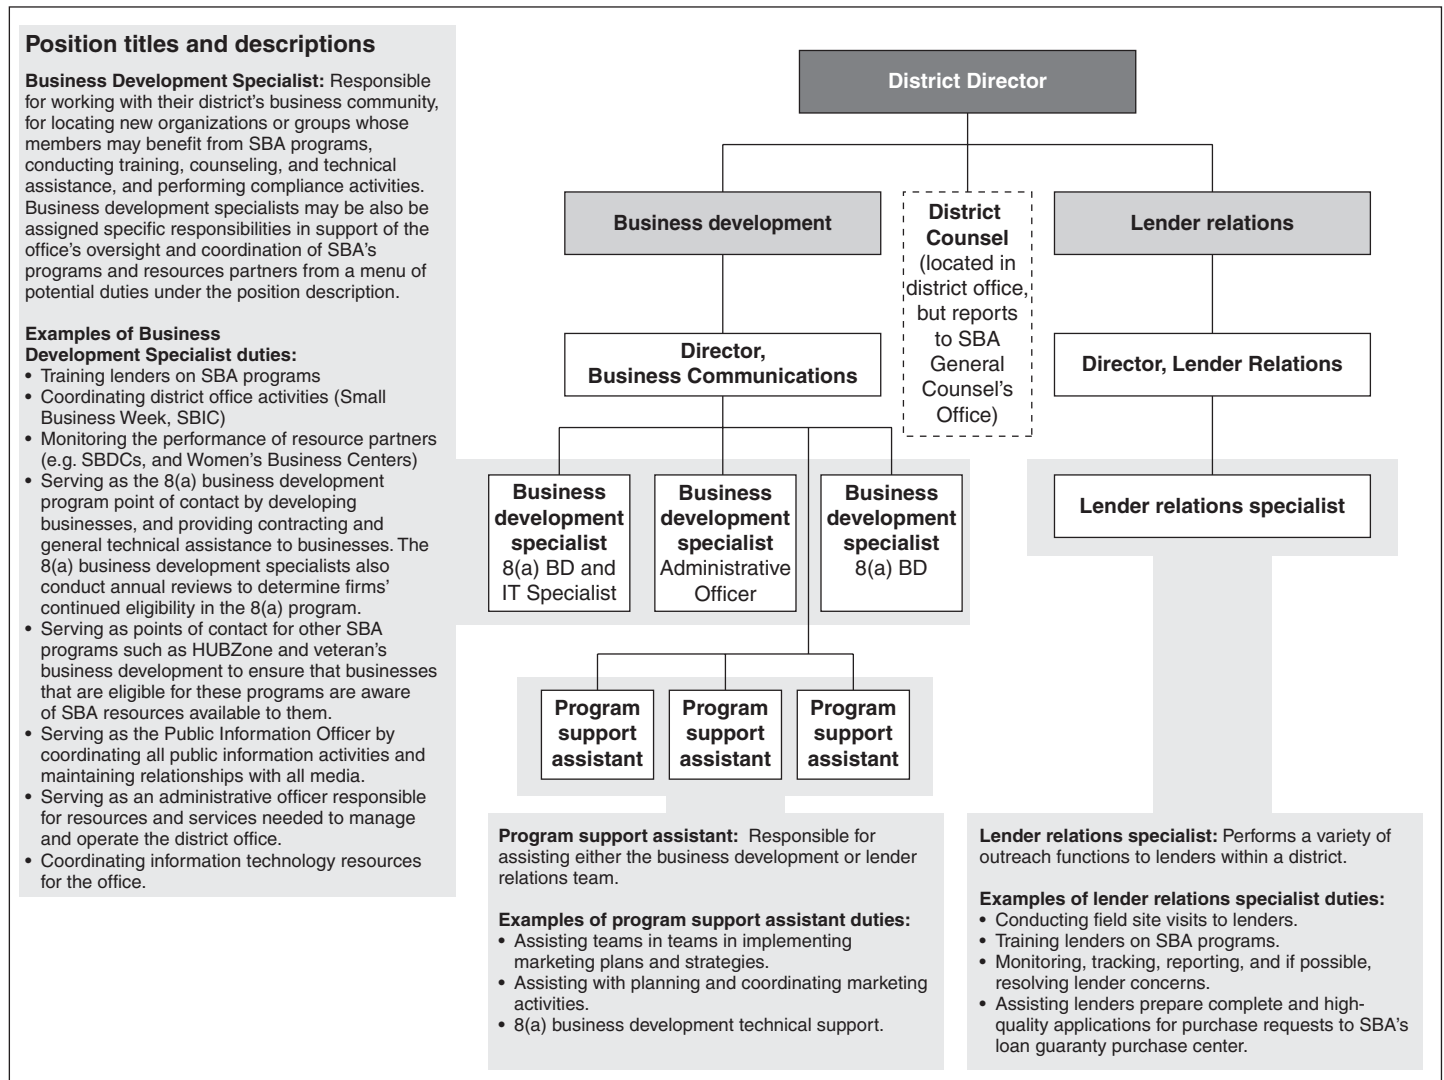 Position titles and descriptions
Business Development Specialist: Responsible
for working with their district's business community,
for locating new organizations or groups whose
members may benefit from SBA programs,
conducting training, counseling, and technical
assistance, and performing compliance activities.
Business development specialists may be also be
assigned specific responsibilities in support of the
office's oversight and coordination of SBA's
programs and resources partners from a menu of
potential duties under the position description.
Examples of Business
Development Specialist duties:
• Training lenders on SBA programs
• Coordinating district office activities (Small
Business Week, SBIC)
• Monitoring the performance of resource partners
(e.g. SBDCs, and Women's Business Centers)
• Serving as the 8(a) business development
program point of contact by developing
businesses, and providing contracting and
general technical assistance to businesses. The
8(a) business development specialists also
conduct annual reviews to determine firms'
continued eligibility in the 8(a) program.
• Serving as points of contact for other SBA
programs such as HUBZone and veteran's
business development to ensure that businesses
that are eligible for these programs are aware
of SBA resources available to them.
• Serving as the Public Information Officer by
coordinating all public information activities and
maintaining relationships with all media.
• Serving as an administrative officer responsible
for resources and services needed to manage
and operate the district office.
• Coordinating information technology resources
for the office.
District Director
Business development
District
Counsel
(located in
district office,
but reports
to SBA
General
Counsel's
Office)
Lender relations
Director,
Business Communications
Director, Lender Relations
Business
development
specialist
8(a) BD and
IT Specialist
Business
development
specialist
Administrative
Officer
Business
development
specialist
8(a) BD
Lender relations specialist
Program
support
assistant
Program
support
assistant
Program
support
assistant
Program support assistant: Responsible for
assisting either the business development or lender
relations team.
Examples of program support assistant duties:
• Assisting teams in teams in implementing
marketing plans and strategies.
• Assisting with planning and coordinating marketing
activities.
• 8(a) business development technical support.
Lender relations specialist: Performs a variety of
outreach functions to lenders within a district.
Examples of lender relations specialist duties:
• Conducting field site visits to lenders.
• Training lenders on SBA programs.
• Monitoring, tracking, reporting, and if possible,
resolving lender concerns.
• Assisting lenders prepare complete and high-
quality applications for purchase requests to SBA's
loan guaranty purchase center.